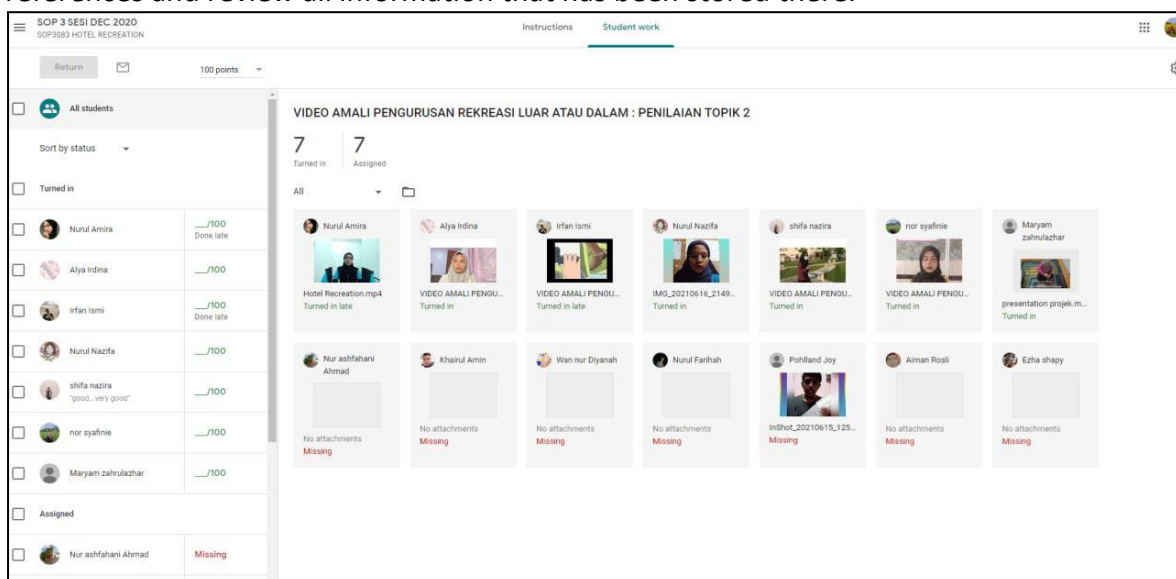 references and review all information that has been stored there.
SOP 3 SESI DEC 2020
SOP3083 HOTEL RECREATION
Instructions
Student work
Return
100 points
All students
Sort by status
Turned in
Nurul Amira
__/100
Done late
Alya Irdina
__/100
Irfan Ismi
__/100
Done late
Nurul Nazifa
__/100
shifa nazira
"good...very good"
__/100
nor syafinie
__/100
Maryam zahrulazhar
__/100
Assigned
Nur ashfahani Ahmad
Missing
VIDEO AMALI PENGURUSAN REKREASI LUAR ATAU DALAM : PENILAIAN TOPIK 2
7
Turned in
7
Assigned
All
Nurul Amira
Hotel Recreation.mp4
Turned in late
Alya Irdina
VIDEO AMALI PENGU...
Turned in
Irfan Ismi
VIDEO AMALI PENGU...
Turned in late
Nurul Nazifa
IMG_20210616_2149...
Turned in
shifa nazira
VIDEO AMALI PENGU...
Turned in
nor syafinie
VIDEO AMALI PENGU...
Turned in
Maryam
zahrulazhar
presentation projek.m...
Turned in
Nur ashfahani
Ahmad
No attachments
Missing
Khairul Amin
No attachments
Missing
Wan nur Diyanah
No attachments
Missing
Nurul Farihah
No attachments
Missing
Pohlland Joy
InShot_20210615_125...
Missing
Aiman Rosli
No attachments
Missing
Ezha shapy
No attachments
Missing